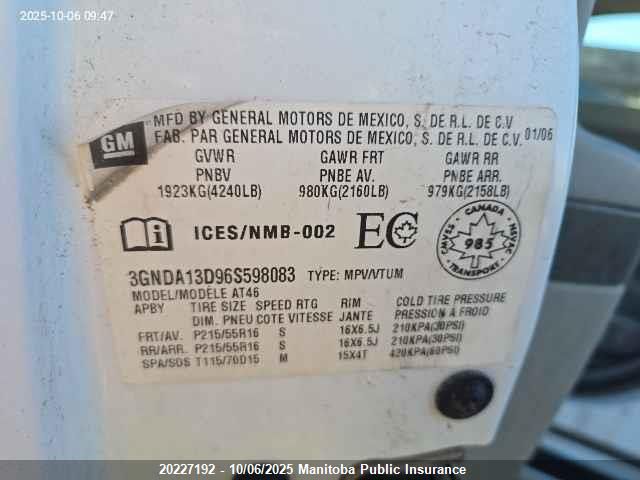 2025-10-06 09:47
GM
MFD BY GENERAL MOTORS DE MEXICO, S. DE R.L. DE C.V
FAB. PAR GENERAL MOTORS DE MEXICO, S. DE R.L. DE C.V. 01/06
GVWR GAWR FRT GAWR RR
PNBV PNBE AV. PNBE ARR.
1923KG(4240LB) 980KG(2160LB) 979KG(2158LB)
ICES/NMB-002 EC
CANADA
CMVSS 985 NSVAC
TRANSPORT
3GNDA13D96S598083 TYPE: MPV/VTUM
MODEL/MODÈLE AT46
APBY TIRE SIZE SPEED RTG RIM COLD TIRE PRESSURE
DIM. PNEU COTE VITESSE JANTE PRESSION À FROID
FRT/AV. P215/55R16 S 16X6.5J 210KPA(30PSI)
RR/ARR. P215/55R16 S 16X6.5J 210KPA(30PSI)
SPA/SDS T115/70D15 M 15X4T 420KPA(60PSI)
20227192 - 10/06/2025 Manitoba Public Insurance